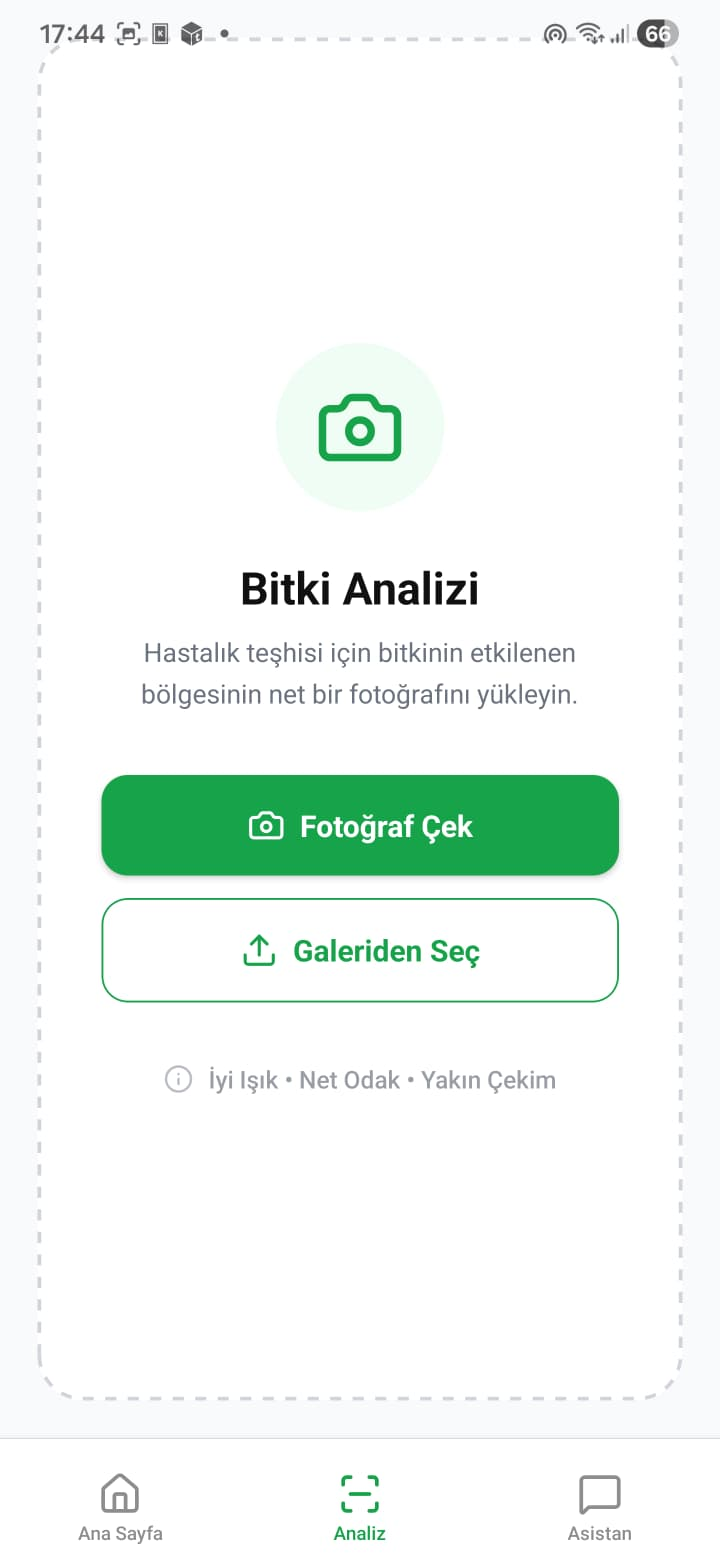 17:44
66
Bitki Analizi
Hastalık teşhisi için bitkinin etkilenen
bölgesinin net bir fotoğrafını yükleyin.
Fotoğraf Çek
Galeriden Seç
İyi Işık • Net Odak • Yakın Çekim
Ana Sayfa
Analiz
Asistan